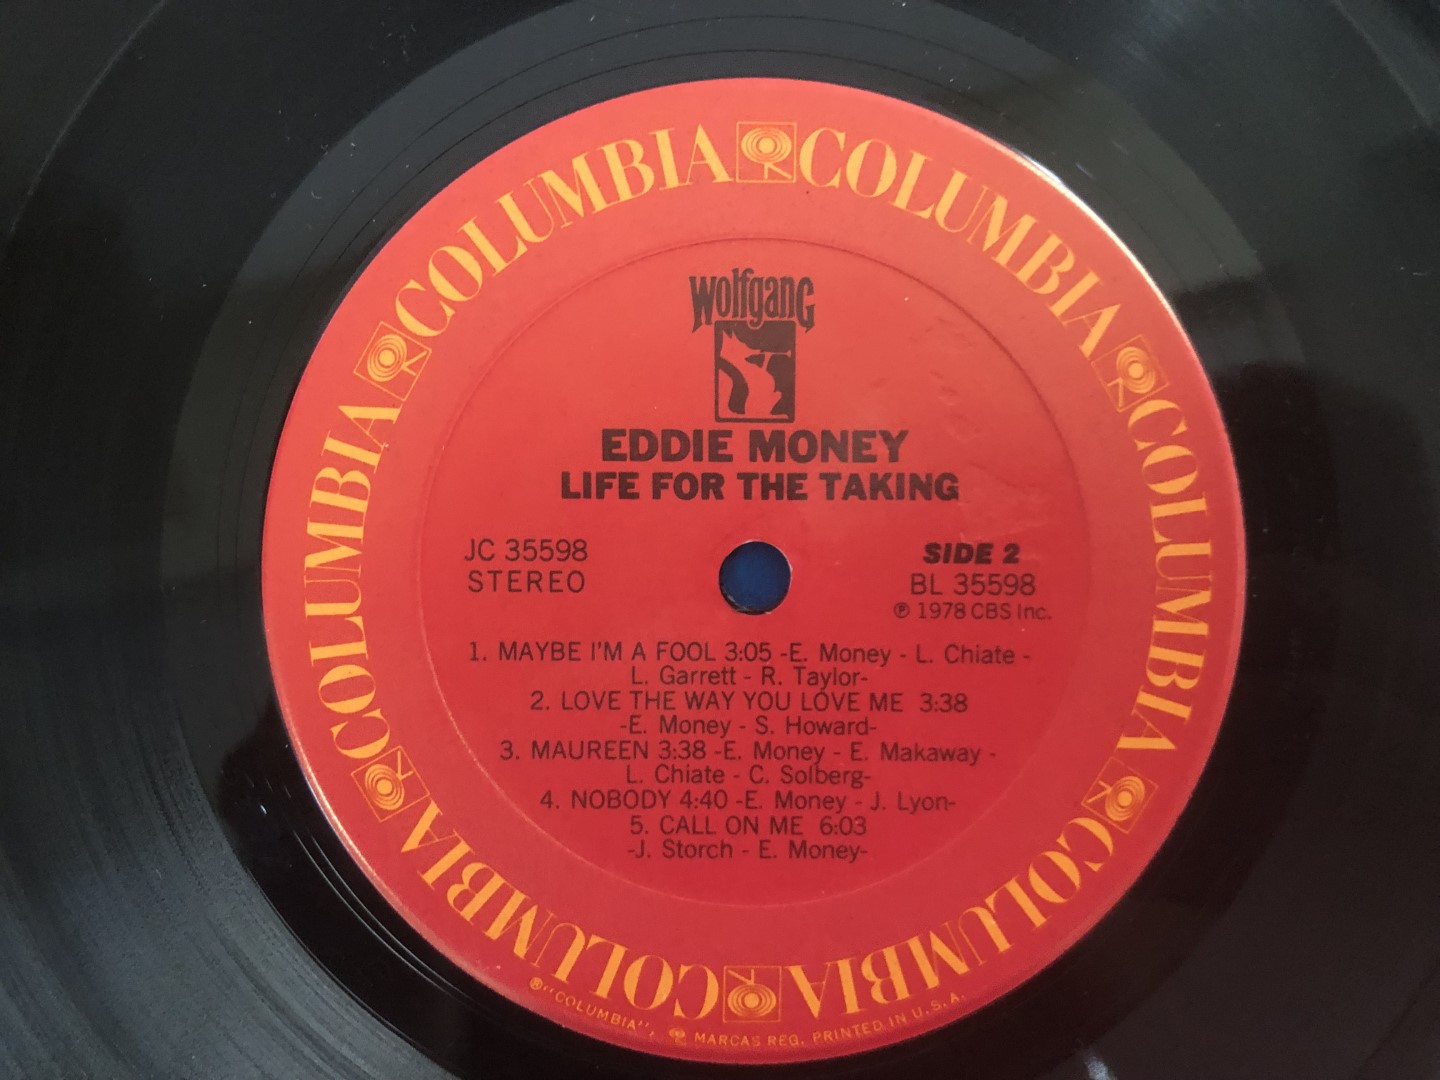 COLUMBIA COLUMBIA COLUMBIA COLUMBIA COLUMBIA COLUMBIA
Wolfgang
EDDIE MONEY
LIFE FOR THE TAKING
JC 35598
STEREO
SIDE 2
BL 35598
℗ 1978 CBS Inc.
1. MAYBE I'M A FOOL 3:05 -E. Money - L. Chiate -
L. Garrett - R. Taylor-
2. LOVE THE WAY YOU LOVE ME 3:38
-E. Money - S. Howard-
3. MAUREEN 3:38 -E. Money - E. Makaway -
L. Chiate - C. Solberg-
4. NOBODY 4:40 -E. Money - J. Lyon-
5. CALL ON ME 6:03
-J. Storch - E. Money-
®"COLUMBIA", MARCAS REG. PRINTED IN U.S.A.